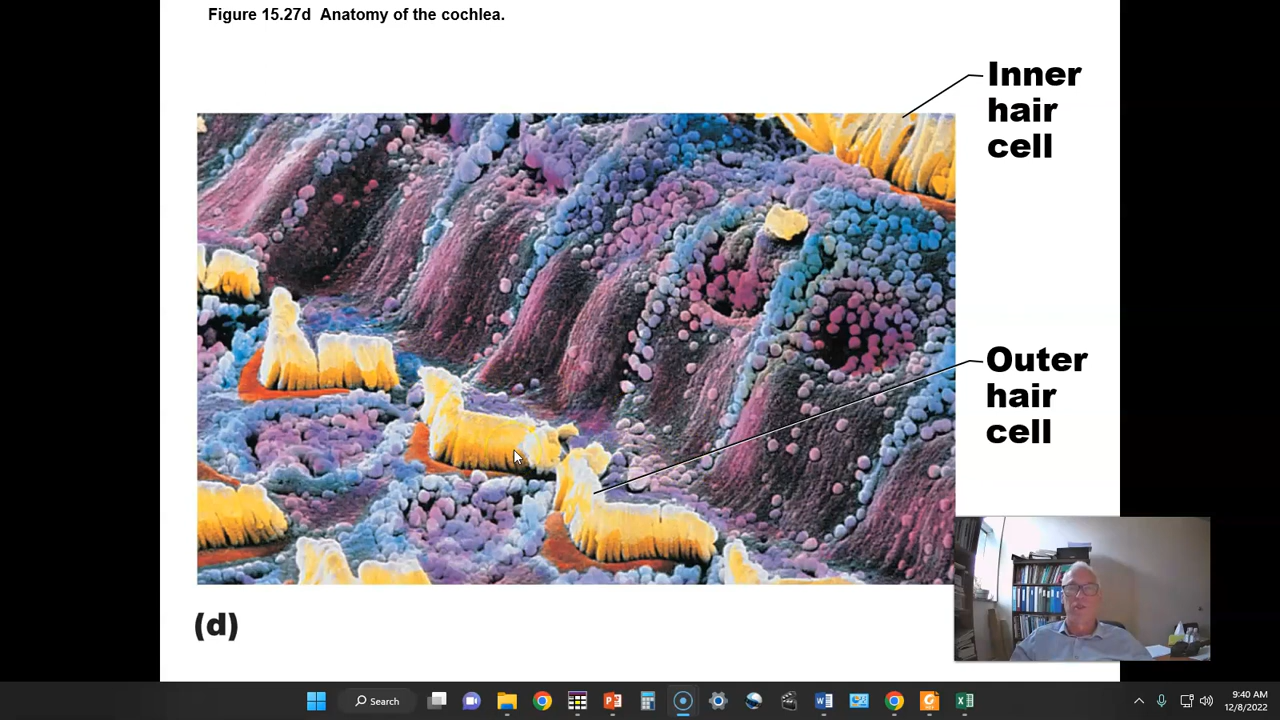 Figure 15.27d Anatomy of the cochlea.
Inner
hair
cell
Outer
hair
cell
(d)
Search
9:40 AM
12/8/2022